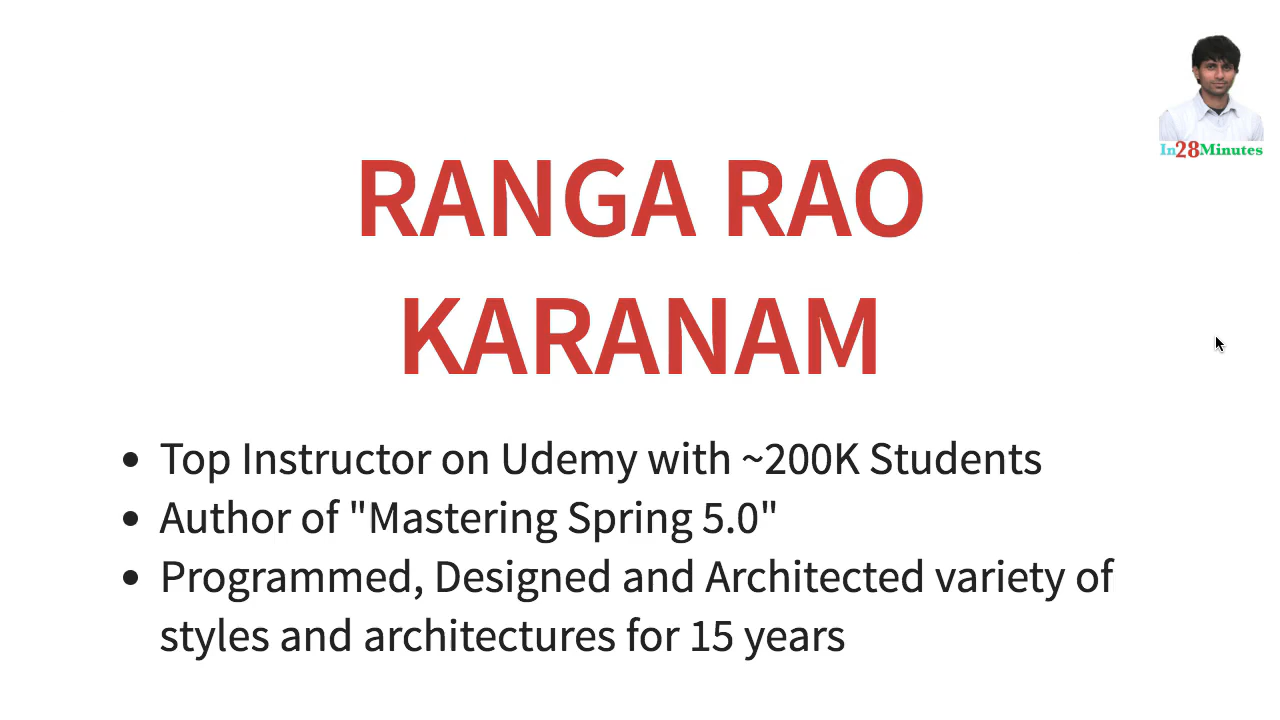 In28Minutes
RANGA RAO
KARANAM
• Top Instructor on Udemy with ~200K Students
• Author of "Mastering Spring 5.0"
• Programmed, Designed and Architected variety of
styles and architectures for 15 years